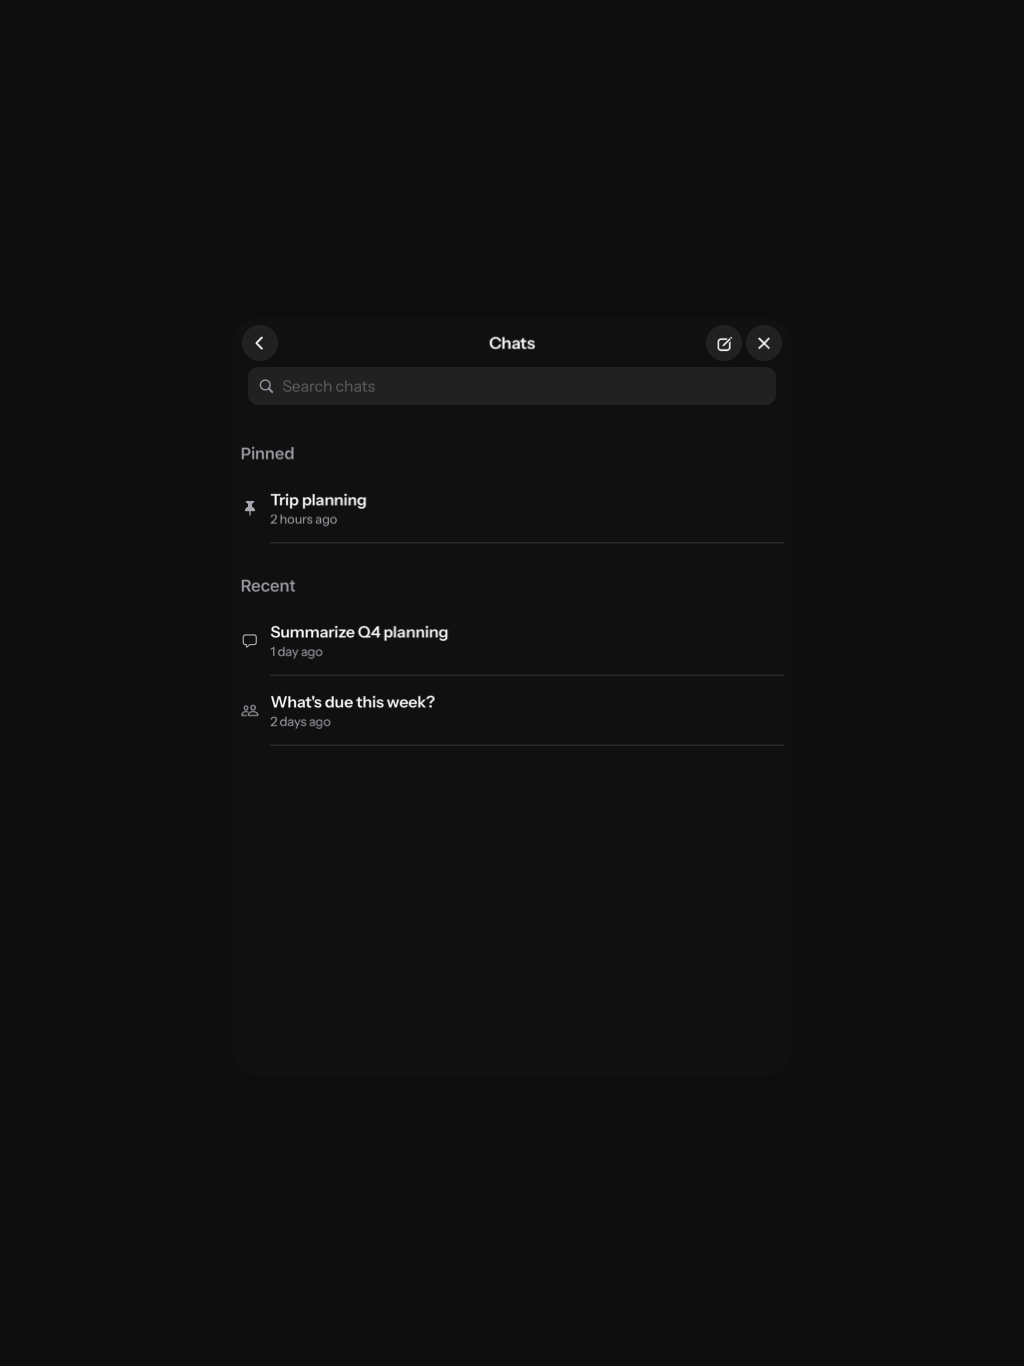 Chats
Search chats
Pinned
Trip planning
2 hours ago
Recent
Summarize Q4 planning
1 day ago
What's due this week?
2 days ago